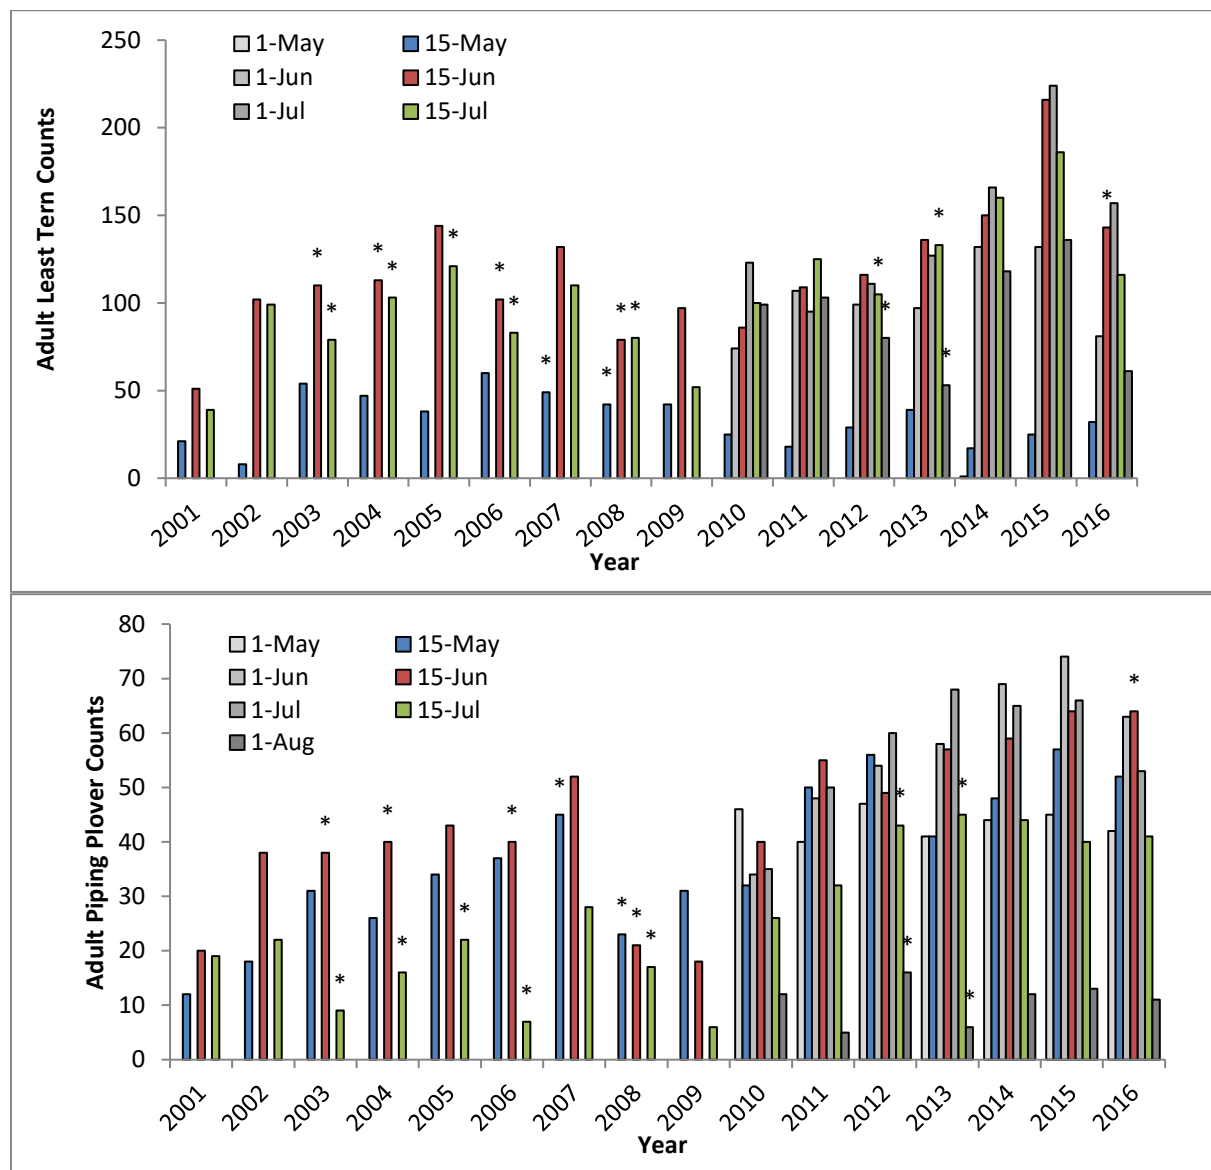 Adult Least Tern Counts
250
200
150
100
50
0
1-May 15-May
1-Jun 15-Jun
1-Jul 15-Jul
* * * * * * * * * * * * * * * *
2001 2002 2003 2004 2005 2006 2007 2008 2009 2010 2011 2012 2013 2014 2015 2016
Year
Adult Piping Plover Counts
80
70
60
50
40
30
20
10
0
1-May 15-May
1-Jun 15-Jun
1-Jul 15-Jul
1-Aug
* * * * * * * * * * * * * * * *
2001 2002 2003 2004 2005 2006 2007 2008 2009 2010 2011 2012 2013 2014 2015 2016
Year